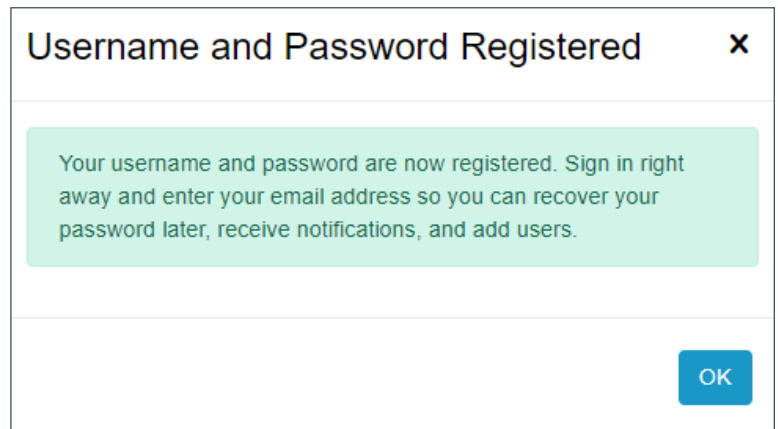 Username and Password Registered
Your username and password are now registered. Sign in right
away and enter your email address so you can recover your
password later, receive notifications, and add users.
OK